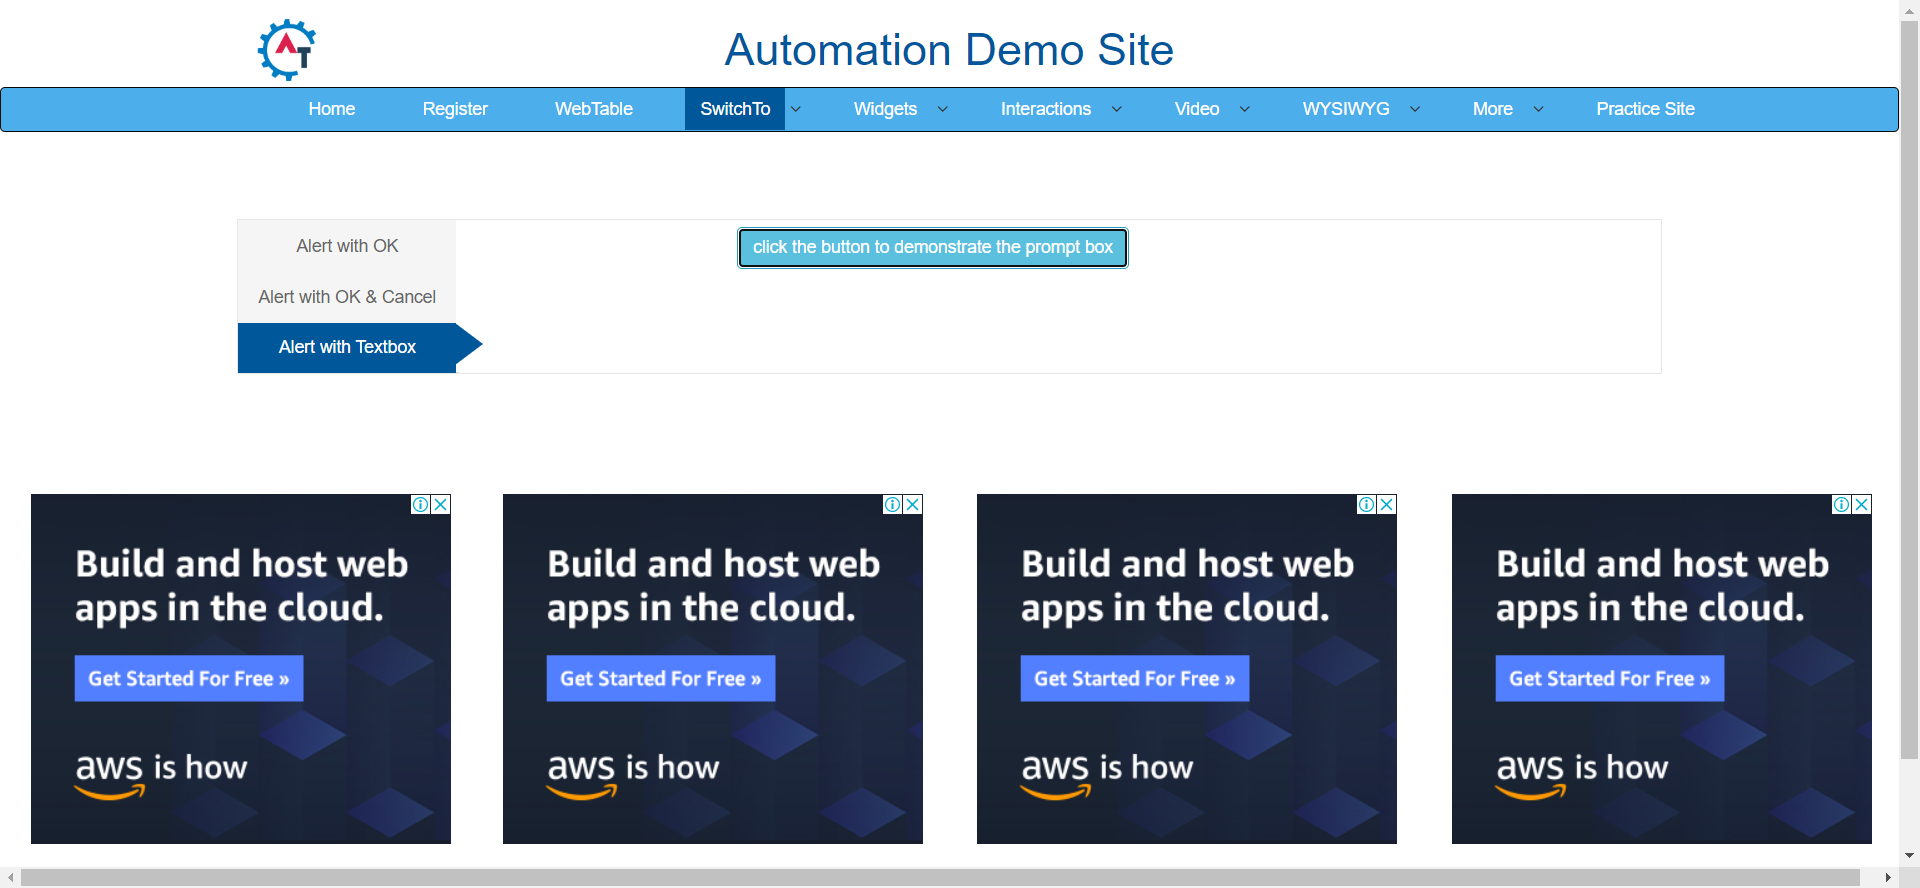 AT
Automation Demo Site
Home Register WebTable SwitchTo Widgets Interactions Video WYSIWYG More Practice Site
Alert with OK
Alert with OK & Cancel
Alert with Textbox
click the button to demonstrate the prompt box
Build and host web
apps in the cloud.
Get Started For Free »
aws is how
Build and host web
apps in the cloud.
Get Started For Free »
aws is how
Build and host web
apps in the cloud.
Get Started For Free »
aws is how
Build and host web
apps in the cloud.
Get Started For Free »
aws is how